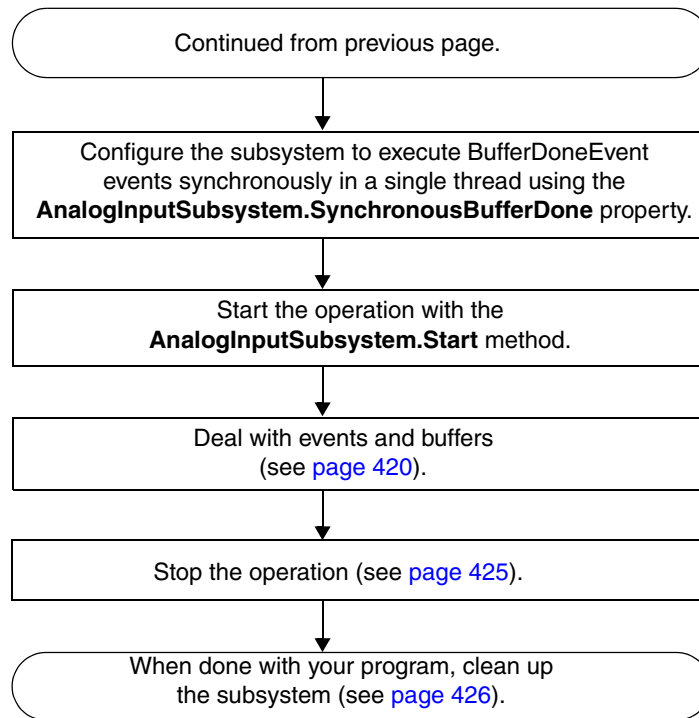 Continued from previous page.
Configure the subsystem to execute BufferDoneEvent
events synchronously in a single thread using the
AnalogInputSubsystem.SynchronousBufferDone property.
Start the operation with the
AnalogInputSubsystem.Start method.
Deal with events and buffers
(see page 420).
Stop the operation (see page 425).
When done with your program, clean up
the subsystem (see page 426).